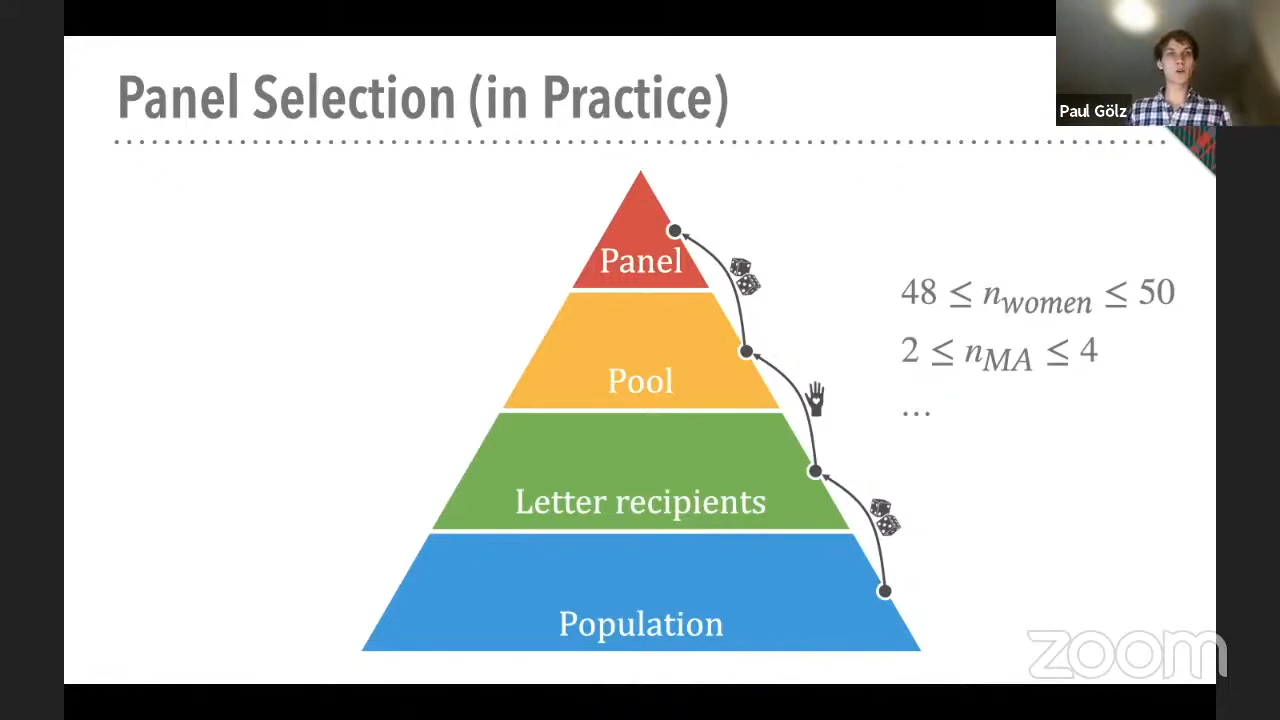 Panel Selection (in Practice)
Paul Gölz
Panel
48 ≤ n_women ≤ 50
2 ≤ n_MA ≤ 4
...
Pool
Letter recipients
Population
zoom